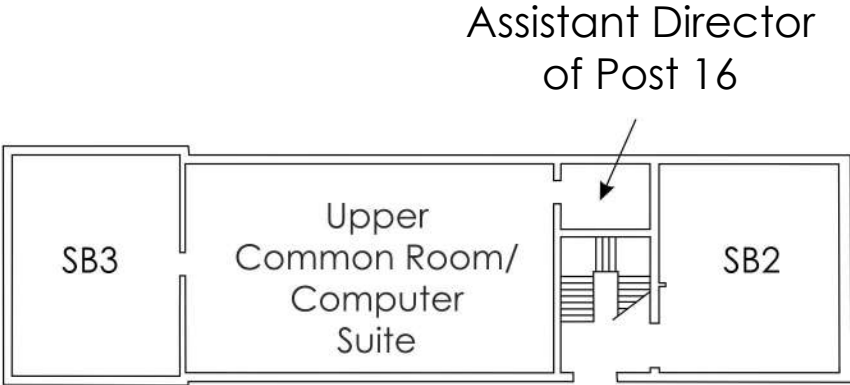 Assistant Director
of Post 16
SB3
Upper
Common Room/
Computer
Suite
SB2